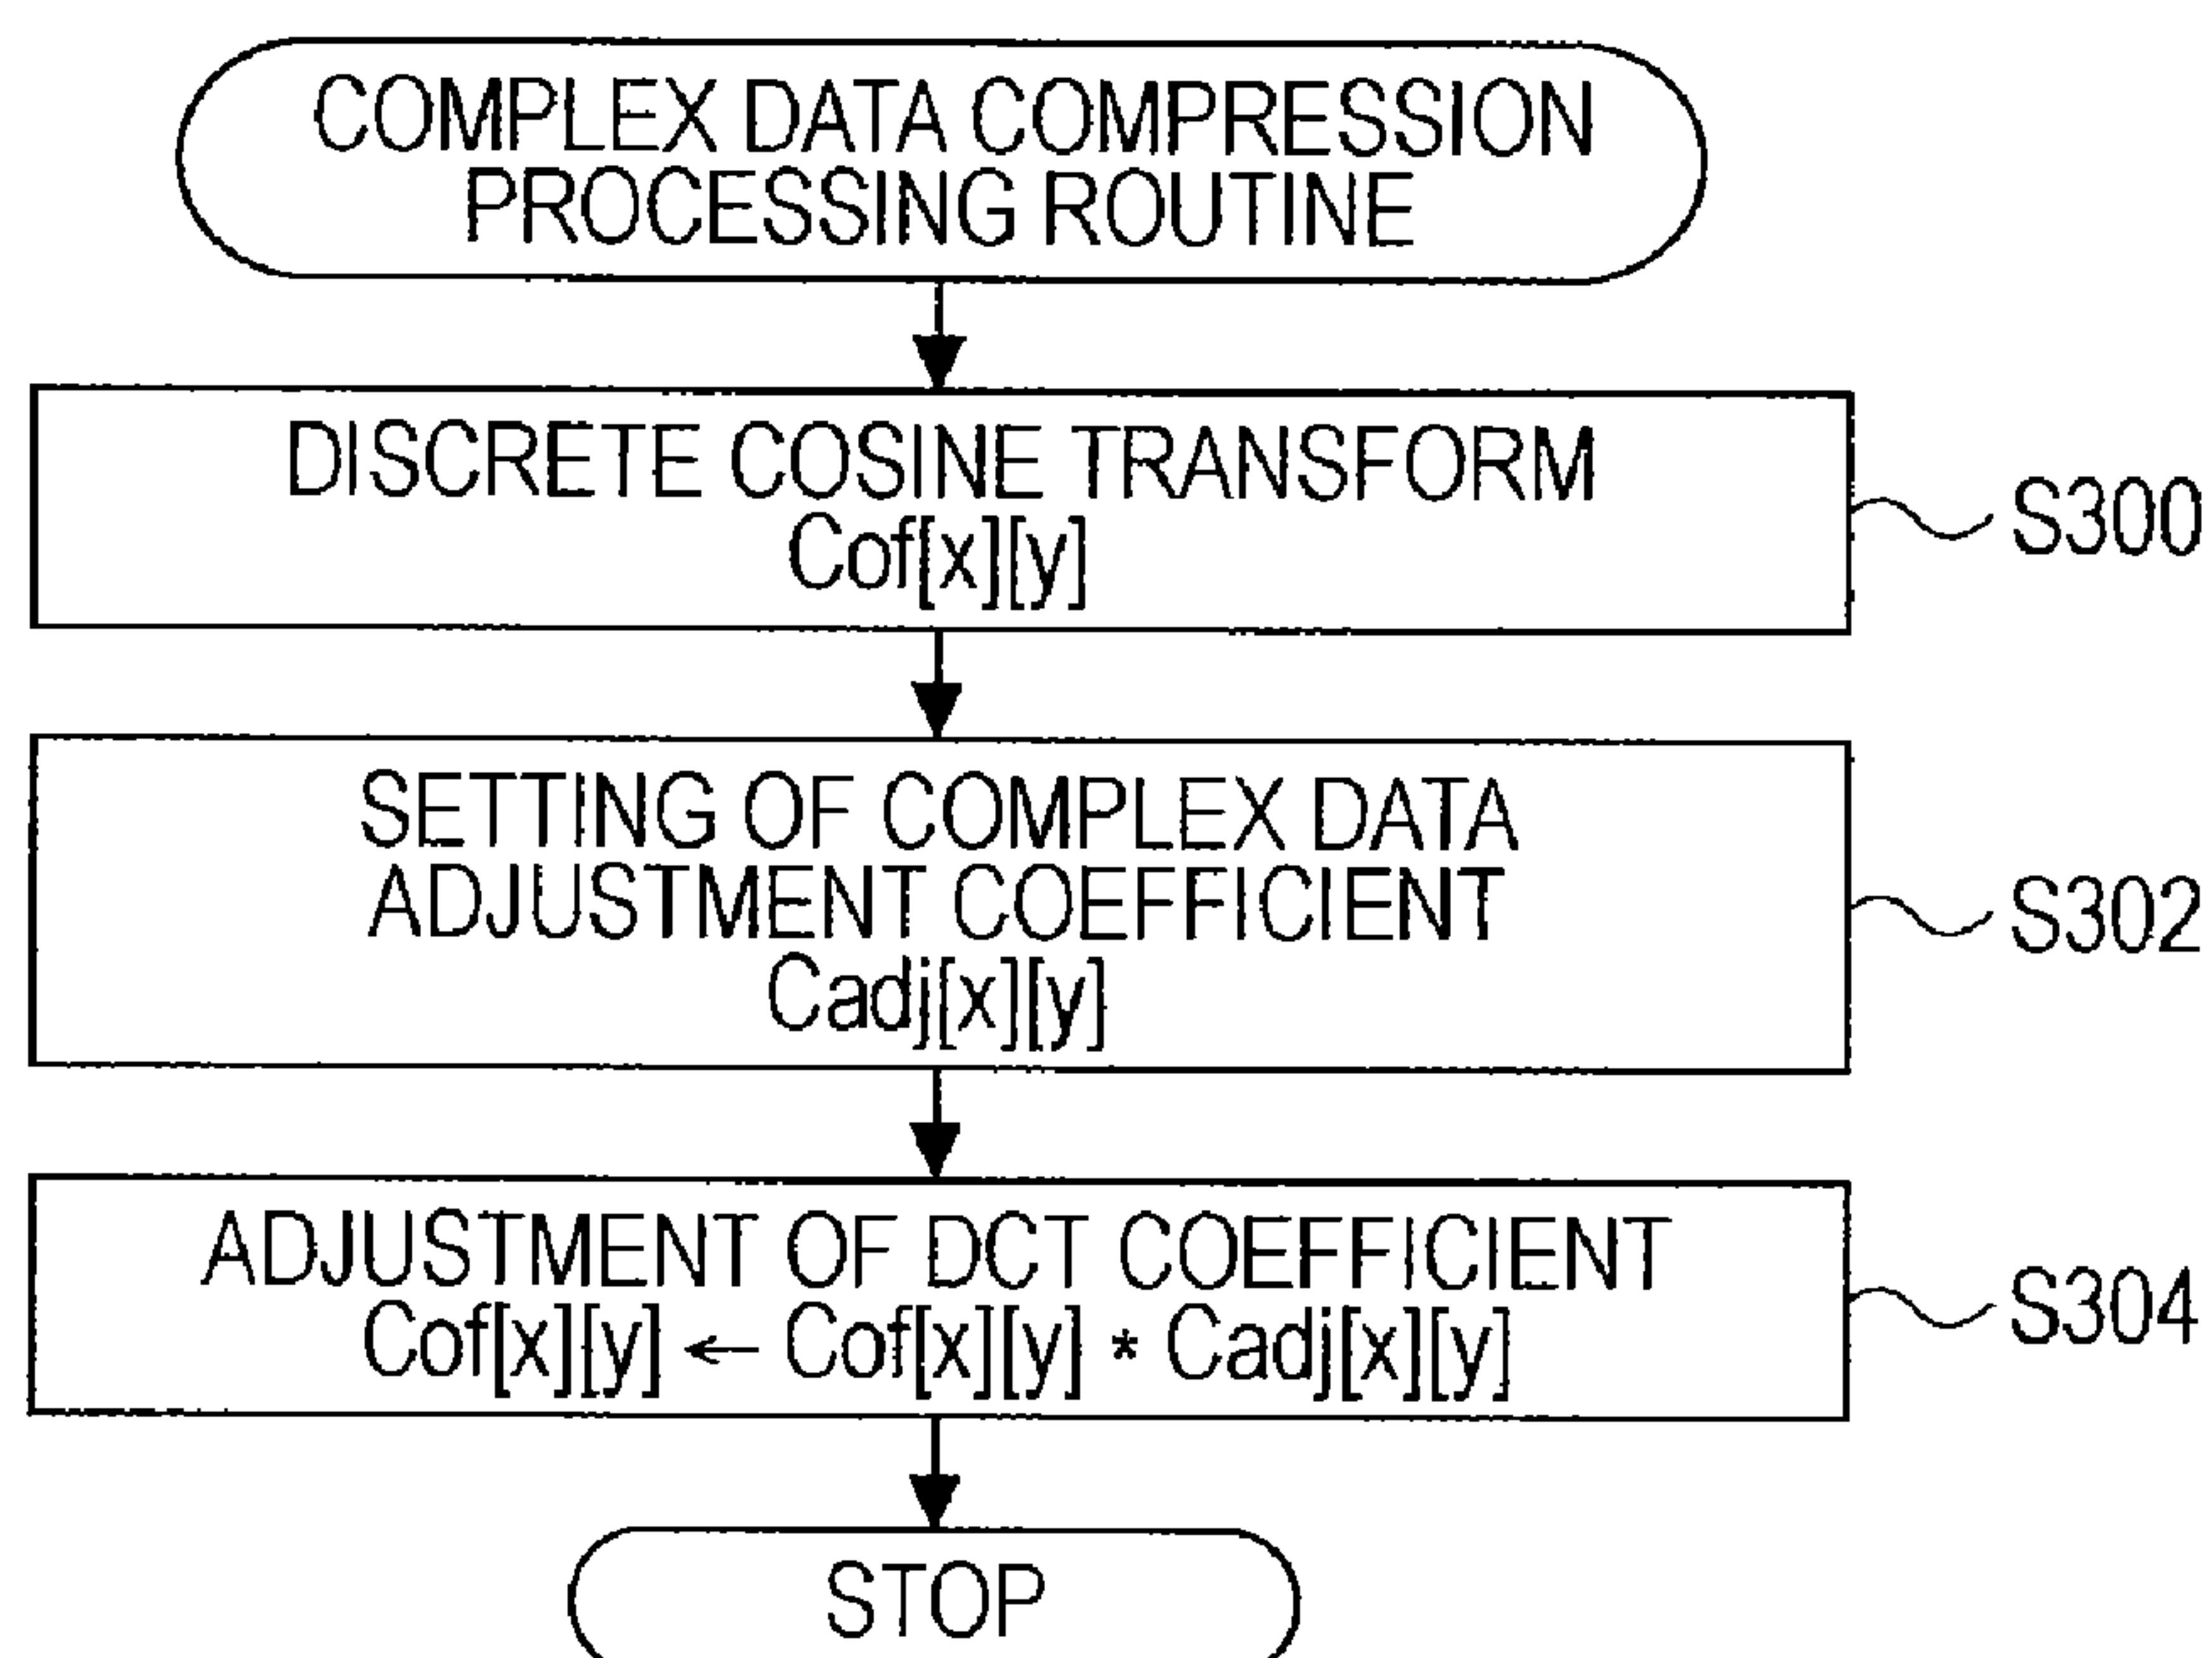 COMPLEX DATA COMPRESSION
PROCESSING ROUTINE
DISCRETE COSINE TRANSFORM
Cof[x][y]
S300
SETTING OF COMPLEX DATA
ADJUSTMENT COEFFICIENT
Cadj[x][y]
S302
ADJUSTMENT OF DCT COEFFICIENT
Cof[x][y] ← Cof[x][y] * Cadj[x][y]
S304
STOP